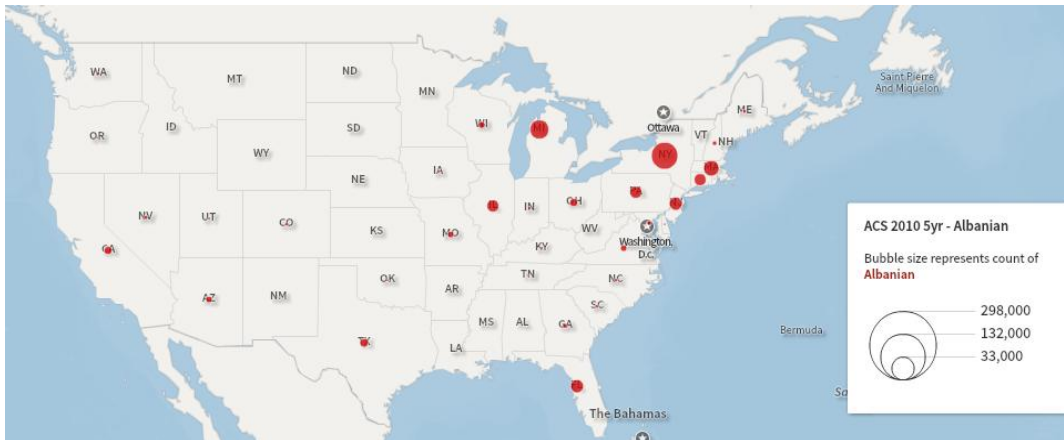 WA
MT
ND
MN
OR
ID
WY
SD
WI
MI
Ottawa
ME
VT
NH
NY
MA
Saint Pierre
And Miquelon
NV
UT
CO
NE
IA
IL
IN
OH
PA
NJ
CA
KS
MO
KY
WV
Washington,
D.c.
AZ
NM
OK
AR
TN
NC
TX
LA
MS
AL
GA
SC
FL
Bermuda
The Bahamas
ACS 2010 5yr - Albanian
Bubble size represents count of
Albanian
298,000
132,000
33,000
Sa